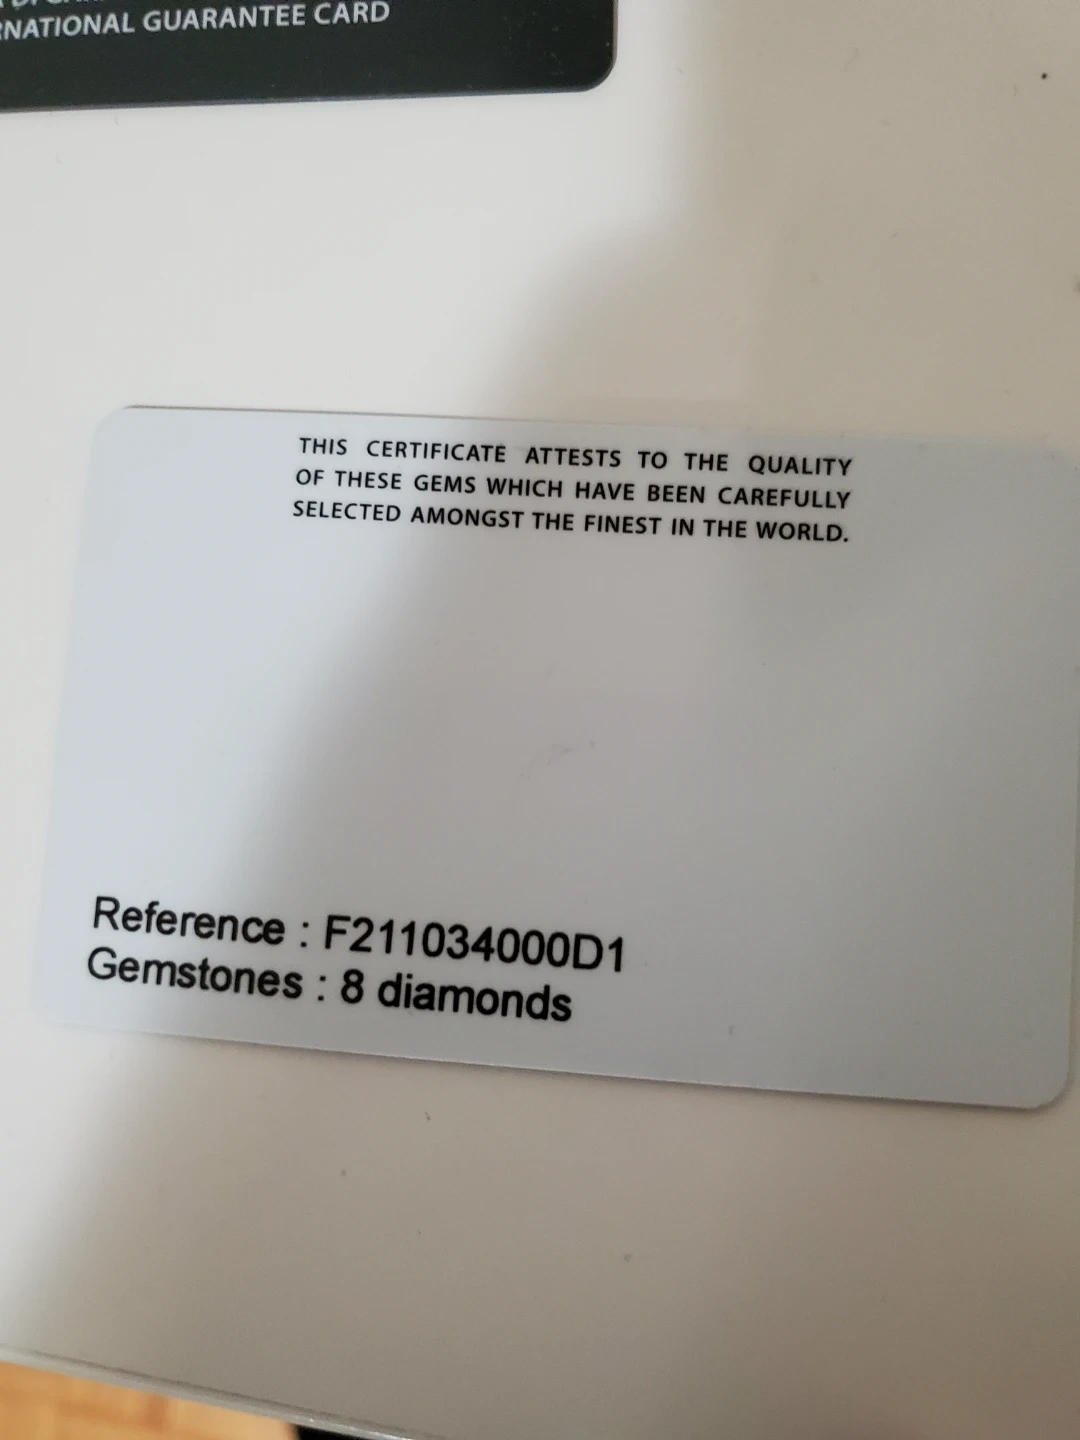 INTERNATIONAL GUARANTEE CARD
THIS CERTIFICATE ATTESTS TO THE QUALITY
OF THESE GEMS WHICH HAVE BEEN CAREFULLY
SELECTED AMONGST THE FINEST IN THE WORLD.
Reference : F211034000D1
Gemstones : 8 diamonds